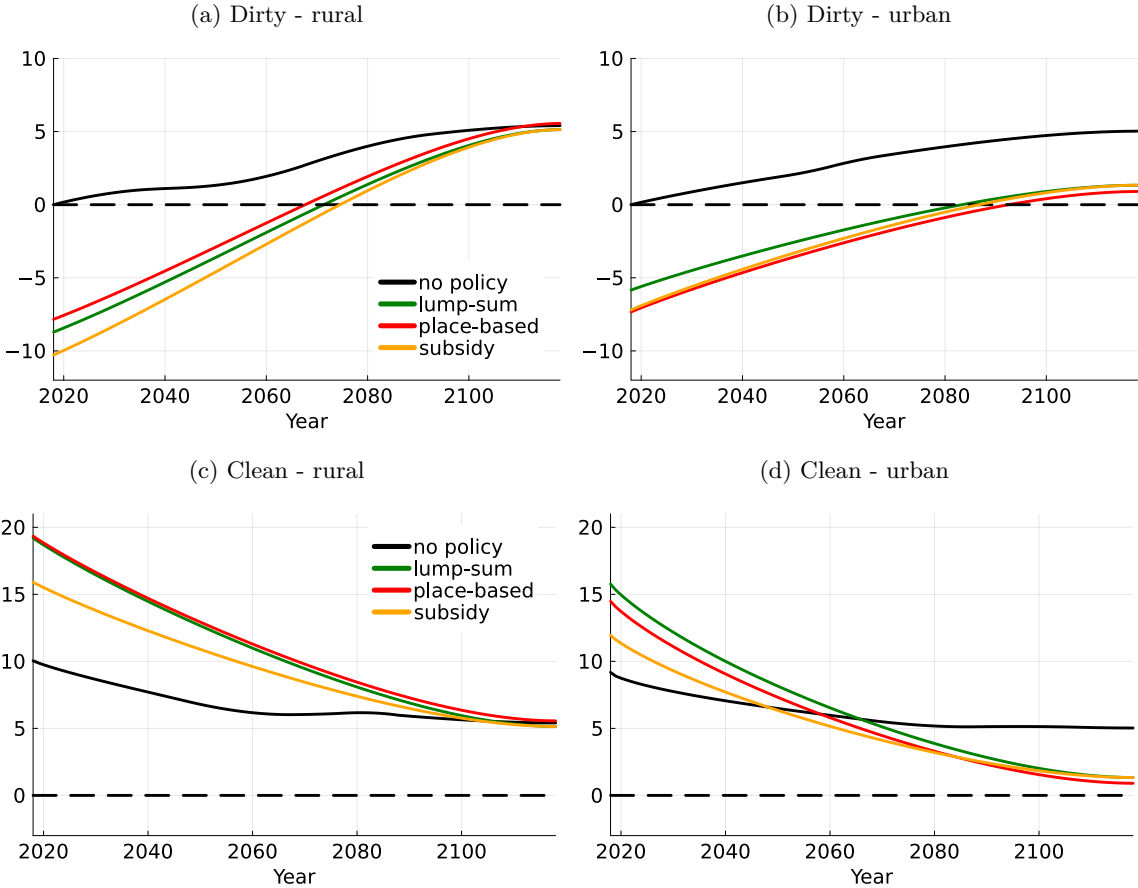 (a) Dirty - rural
(b) Dirty - urban
10
5
0
−5
−10
no policy
lump-sum
place-based
subsidy
2020 2040 2060 2080 2100
Year
10
5
0
−5
−10
2020 2040 2060 2080 2100
Year
(c) Clean - rural
(d) Clean - urban
20
15
10
5
0
no policy
lump-sum
place-based
subsidy
2020 2040 2060 2080 2100
Year
20
15
10
5
0
2020 2040 2060 2080 2100
Year